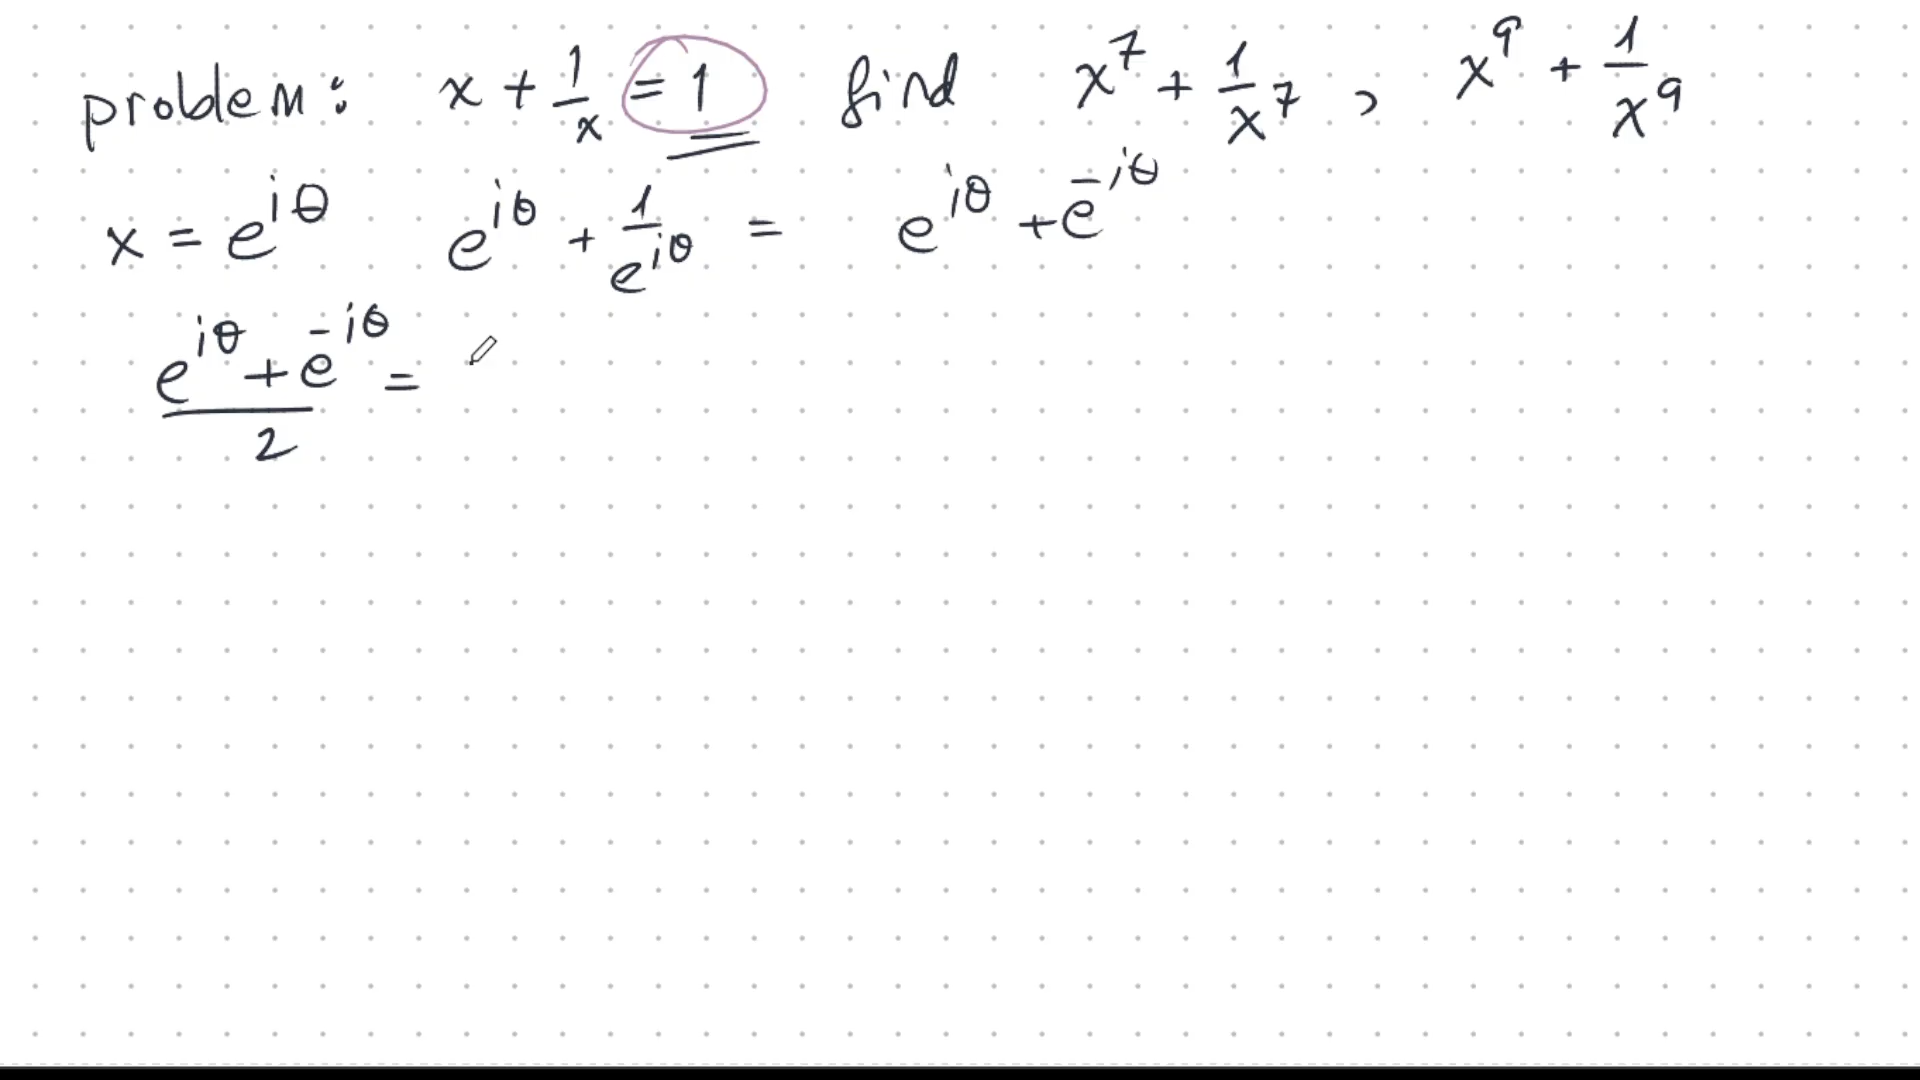 problem: x + 1/x = 1 find x^7 + 1/x^7 , x^9 + 1/x^9
x = e^{iθ} e^{iθ} + 1/e^{iθ} = e^{iθ} + e^{-iθ}
(e^{iθ} + e^{-iθ})/2 =